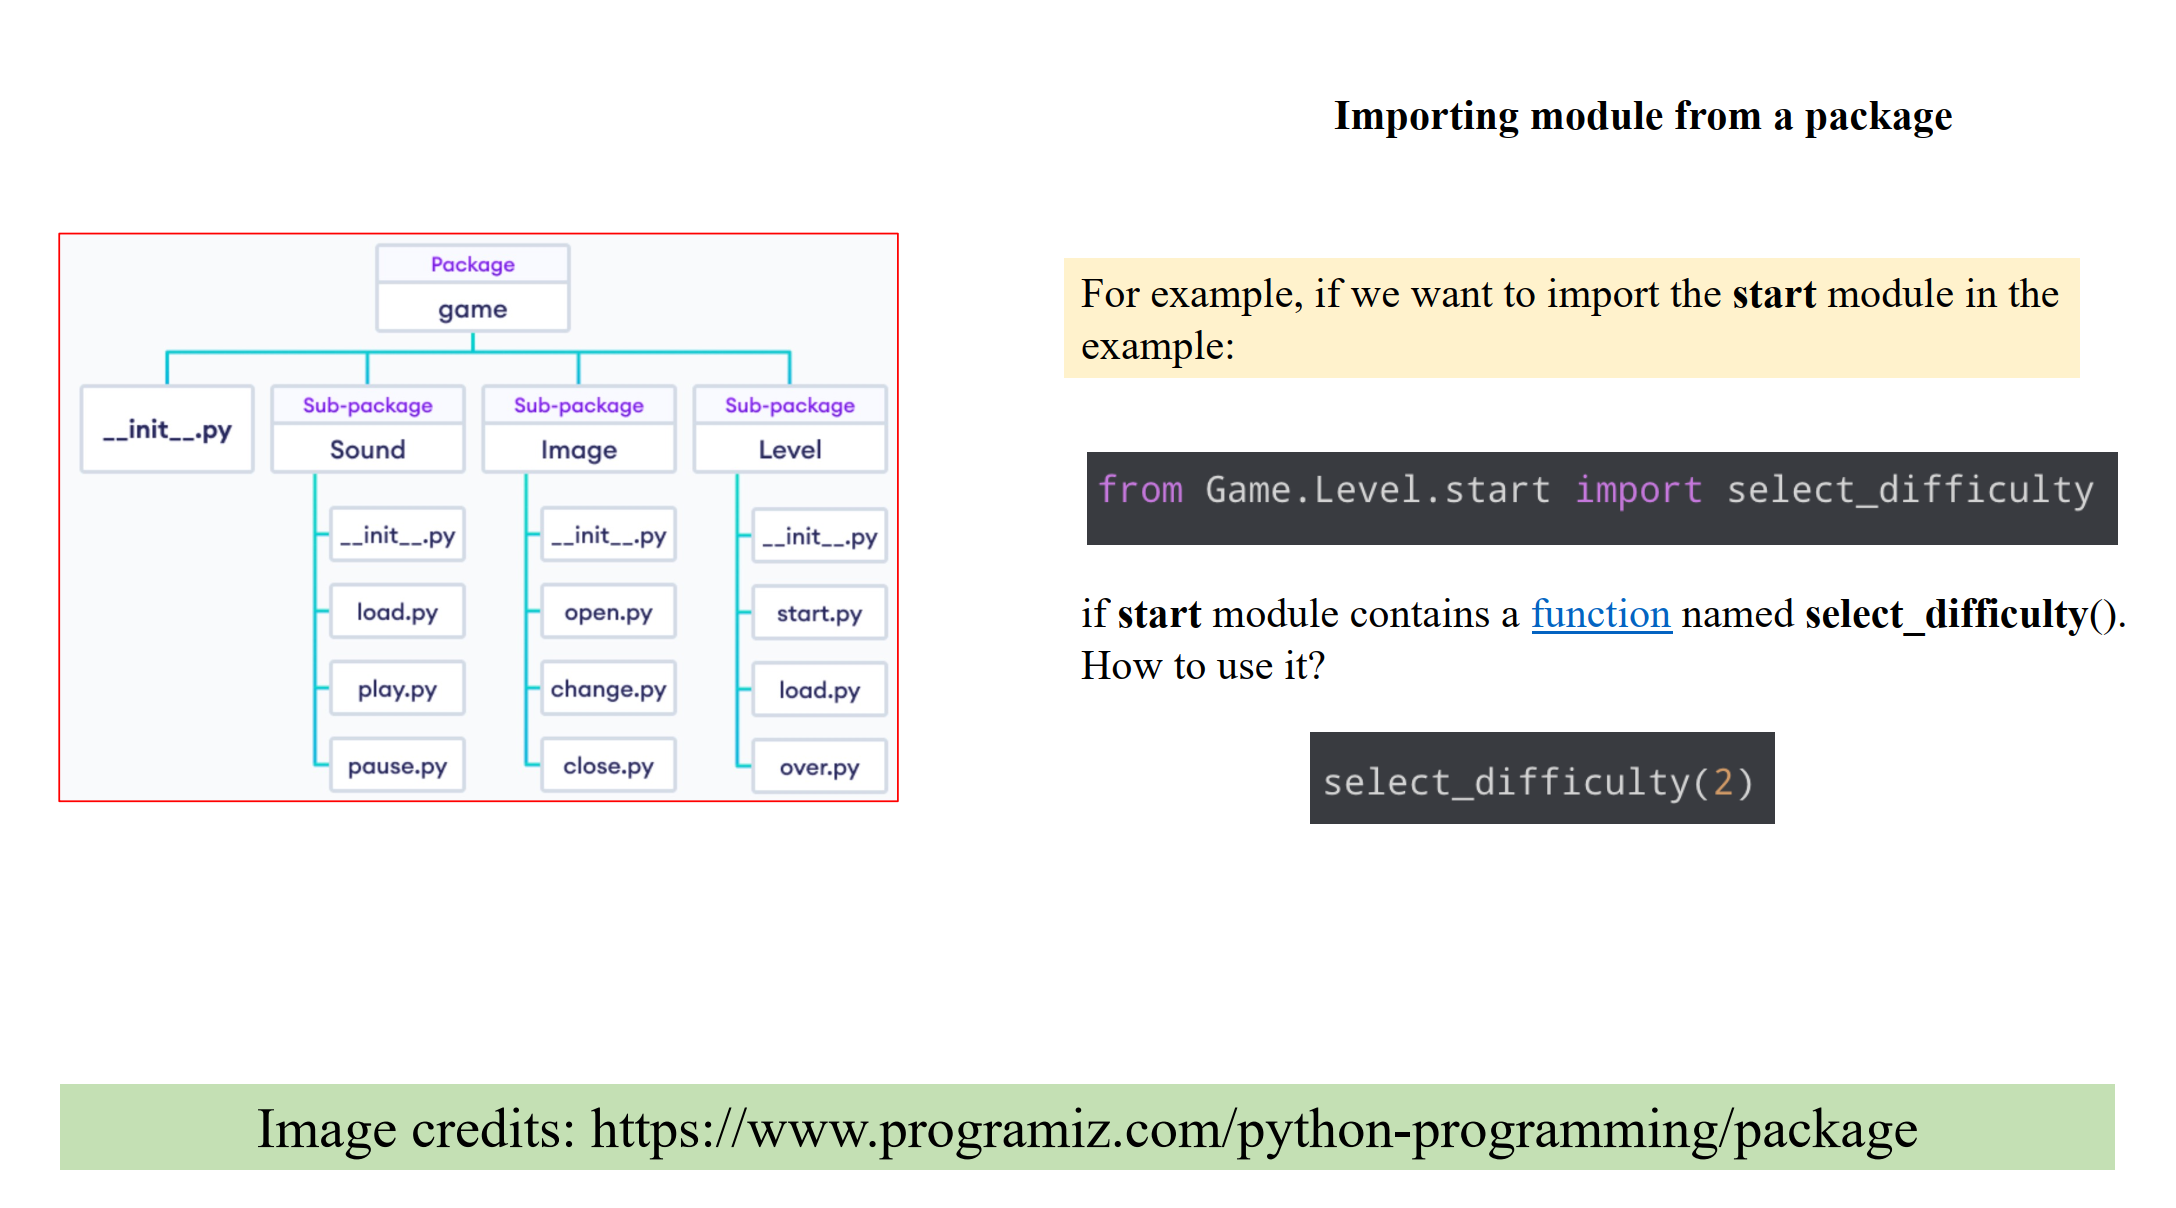 Importing module from a package
Package
game
__init__.py
Sub-package
Sound
Sub-package
Image
Sub-package
Level
__init__.py
load.py
play.py
pause.py
__init__.py
open.py
change.py
close.py
__init__.py
start.py
load.py
over.py
For example, if we want to import the start module in the
example:
from Game.Level.start import select_difficulty
if start module contains a function named select_difficulty().
How to use it?
select_difficulty(2)
Image credits: https://www.programiz.com/python-programming/package